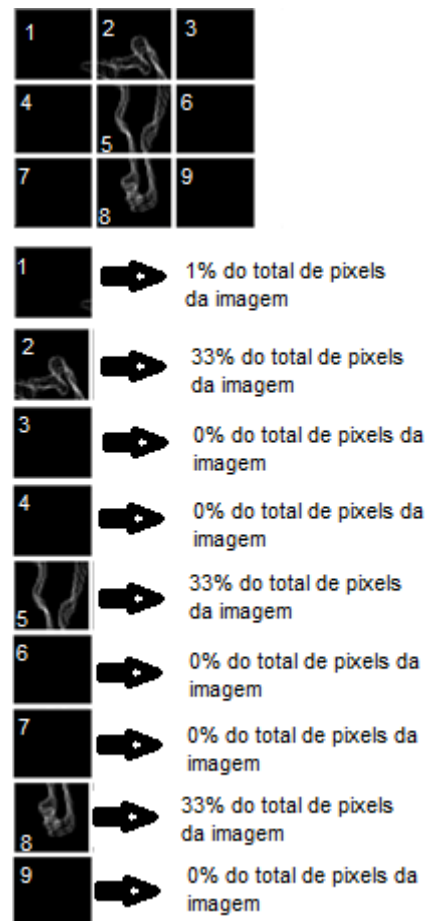 1 2 3
4 5 6
7 8 9
1 1% do total de pixels
da imagem
2 33% do total de pixels
da imagem
3 0% do total de pixels da
imagem
4 0% do total de pixels da
imagem
5 33% do total de pixels
da imagem
6 0% do total de pixels da
imagem
7 0% do total de pixels da
imagem
8 33% do total de pixels
da imagem
9 0% do total de pixels da
imagem